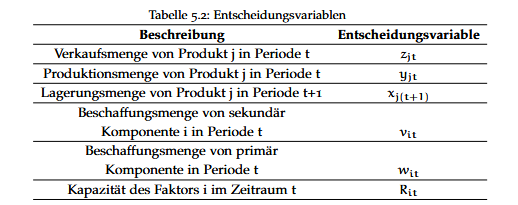 Tabelle 5.2: Entscheidungsvariablen
Beschreibung Entscheidungsvariable
Verkaufsmenge von Produkt j in Periode t z_{jt}
Produktionsmenge von Produkt j in Periode t y_{jt}
Lagerungsmenge von Produkt j in Periode t+1 x_{j(t+1)}
Beschaffungsmenge von sekundär
Komponente i in Periode t v_{it}
Beschaffungsmenge von primär
Komponente in Periode t w_{it}
Kapazität des Faktors i im Zeitraum t R_{it}